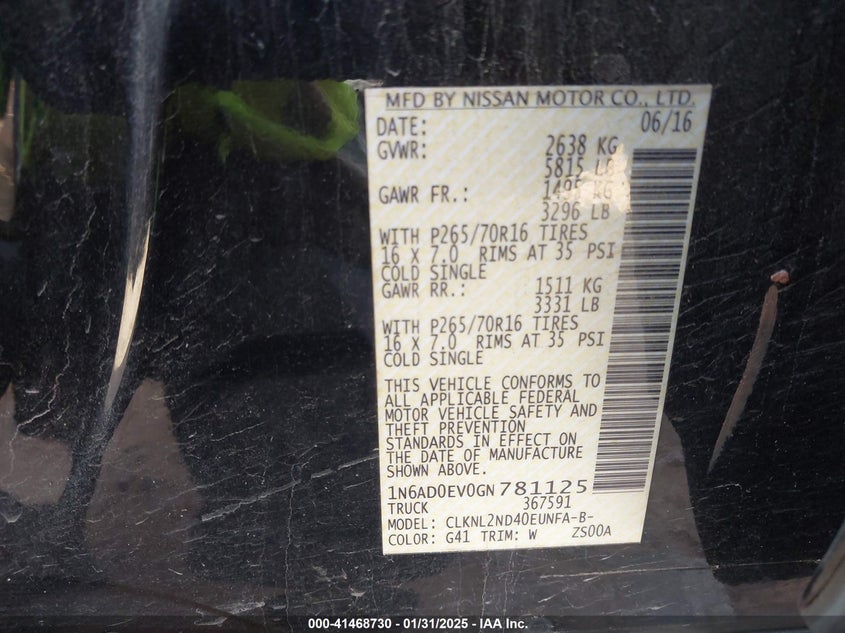 MFD BY NISSAN MOTOR CO., LTD.
DATE: 06/16
GVWR: 2638 KG
5815 LB
GAWR FR.: 1495 KG
3296 LB
WITH P265/70R16 TIRES
16 X 7.0 RIMS AT 35 PSI
COLD SINGLE
GAWR RR.: 1511 KG
3331 LB
WITH P265/70R16 TIRES
16 X 7.0 RIMS AT 35 PSI
COLD SINGLE
THIS VEHICLE CONFORMS TO
ALL APPLICABLE FEDERAL
MOTOR VEHICLE SAFETY AND
THEFT PREVENTION
STANDARDS IN EFFECT ON
THE DATE OF MANUFACTURE
SHOWN ABOVE.
1N6AD0EV0GN781125
TRUCK 367591
MODEL: CLKNL2ND40EUNFA-B-
COLOR: G41 TRIM: W ZS00A
000-41468730 - 01/31/2025 - IAA Inc.